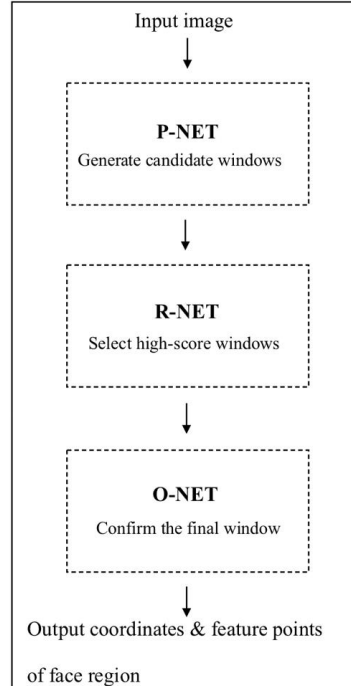 Input image
P-NET
Generate candidate windows
R-NET
Select high-score windows
O-NET
Confirm the final window
Output coordinates & feature points
of face region